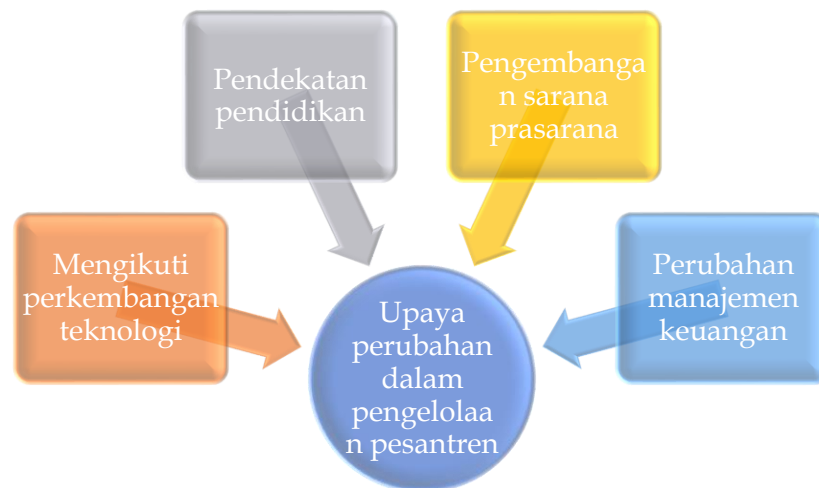 Pendekatan
pendidikan
Pengembanga
n sarana
prasarana
Mengikuti
perkembangan
teknologi
Perubahan
manajemen
keuangan
Upaya
perubahan
dalam
pengelolaa
n pesantren